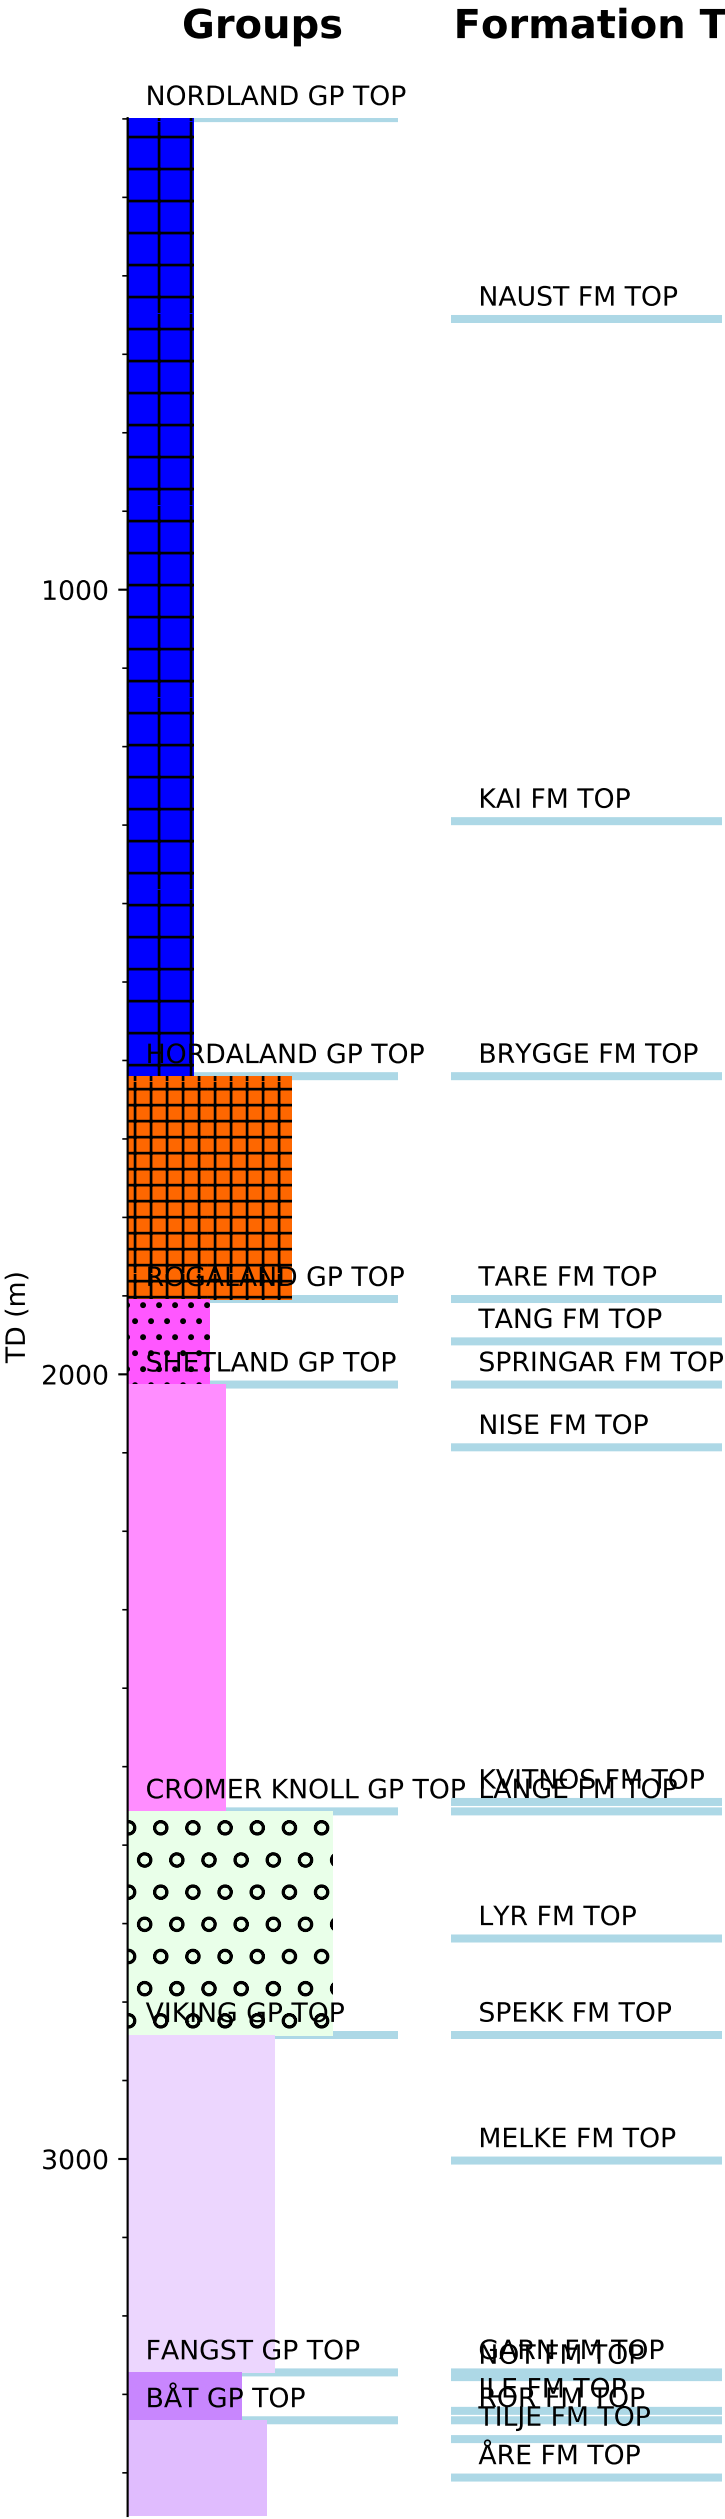 Groups
Formation T
NORDLAND GP TOP
NAUST FM TOP
1000
KAI FM TOP
HORDALAND GP TOP
BRYGGE FM TOP
ROGALAND GP TOP
TARE FM TOP
TD (m)
TANG FM TOP
SHETLAND GP TOP
SPRINGAR FM TOP
2000
NISE FM TOP
KVITNOS FM TOP
CROMER KNOLL GP TOP
LANGE FM TOP
LYR FM TOP
VIKING GP TOP
SPEKK FM TOP
MELKE FM TOP
3000
FANGST GP TOP
GARN FM TOP
NOT FM TOP
ILE FM TOP
BÅT GP TOP
ROR FM TOP
TILJE FM TOP
ÅRE FM TOP